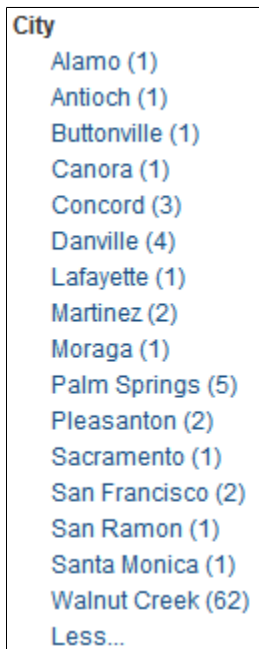 City
Alamo (1)
Antioch (1)
Buttonville (1)
Canora (1)
Concord (3)
Danville (4)
Lafayette (1)
Martinez (2)
Moraga (1)
Palm Springs (5)
Pleasanton (2)
Sacramento (1)
San Francisco (2)
San Ramon (1)
Santa Monica (1)
Walnut Creek (62)
Less...